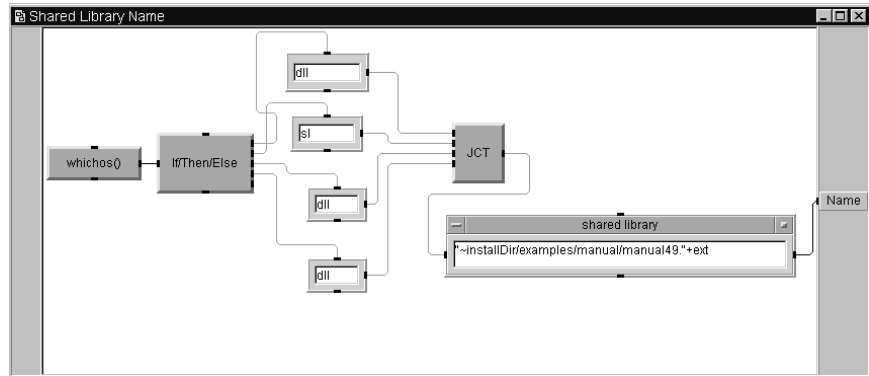 Shared Library Name
dll
sl
whichos()
If/Then/Else
JCT
dll
Name
shared library
"~installDir/examples/manual/manual49."+ext
dll